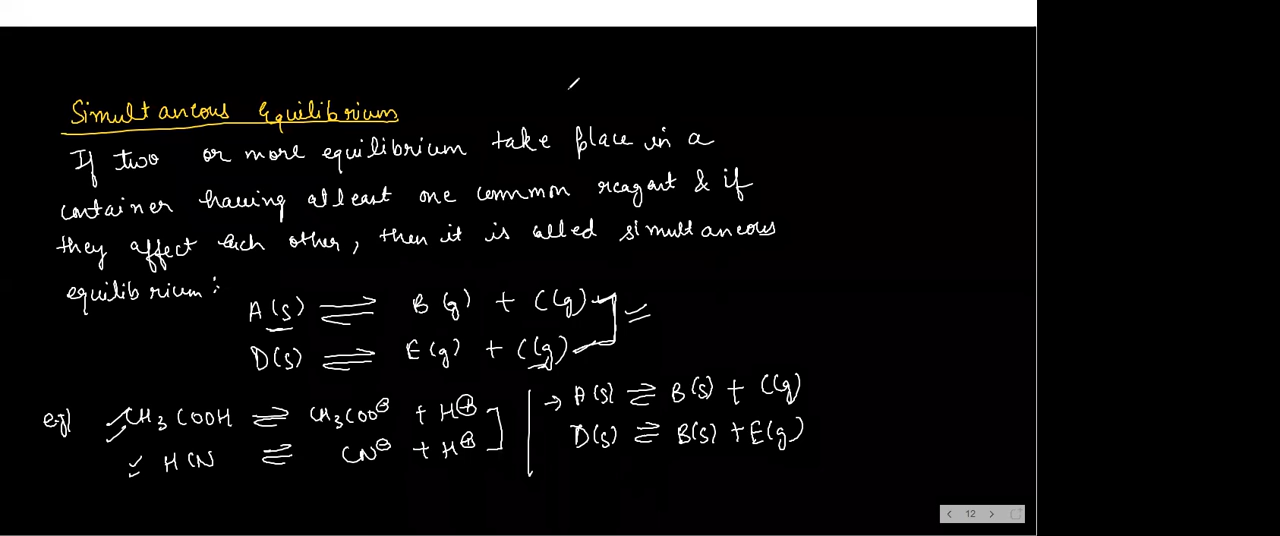 Simultaneous Equilibrium
If two or more equilibrium take place in a
container having atleast one common reagent & if
they affect each other, then it is called simultaneous
equilibrium:
A(s) ⇌ B(g) + C(g)
D(s) ⇌ E(g) + C(g)
eg) CH₃COOH ⇌ CH₃COO⊖ + H⊕
HCN ⇌ CN⊖ + H⊕
→ A(s) ⇌ B(s) + C(g)
D(s) ⇌ B(s) + E(g)
12